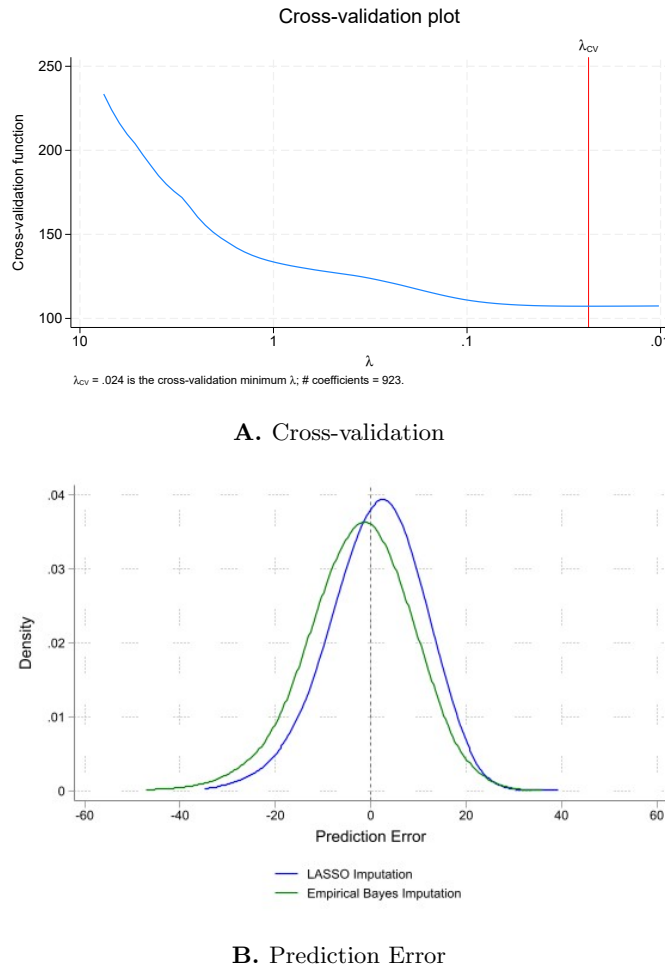 Cross-validation plot
λCV
250
200
150
100
Cross-validation function
10
1
.1
.01
λ
λCV = .024 is the cross-validation minimum λ; # coefficients = 923.
A. Cross-validation
.04
.03
.02
.01
0
Density
-60
-40
-20
0
20
40
60
Prediction Error
LASSO Imputation
Empirical Bayes Imputation
B. Prediction Error